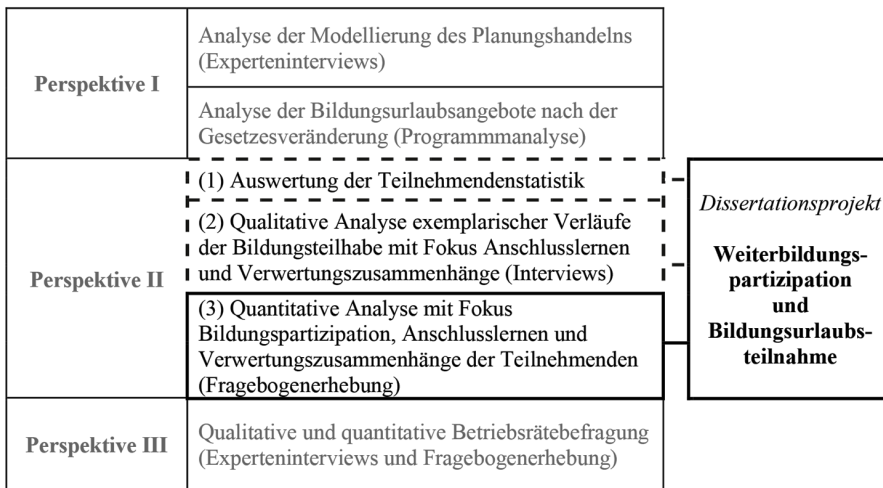 Perspektive I
Analyse der Modellierung des Planungshandelns
(Experteninterviews)
Analyse der Bildungsurlaubsangebote nach der
Gesetzesveränderung (Programmmanalyse)
Perspektive II
(1) Auswertung der Teilnehmendenstatistik
(2) Qualitative Analyse exemplarischer Verläufe
der Bildungsteilhabe mit Fokus Anschlusslernen
und Verwertungszusammenhänge (Interviews)
(3) Quantitative Analyse mit Fokus
Bildungspartizipation, Anschlusslernen und
Verwertungszusammenhänge der Teilnehmenden
(Fragebogenerhebung)
Dissertationsprojekt
Weiterbildungs-
partizipation
und
Bildungsurlaubs-
teilnahme
Perspektive III
Qualitative und quantitative Betriebsrätebefragung
(Experteninterviews und Fragebogenerhebung)